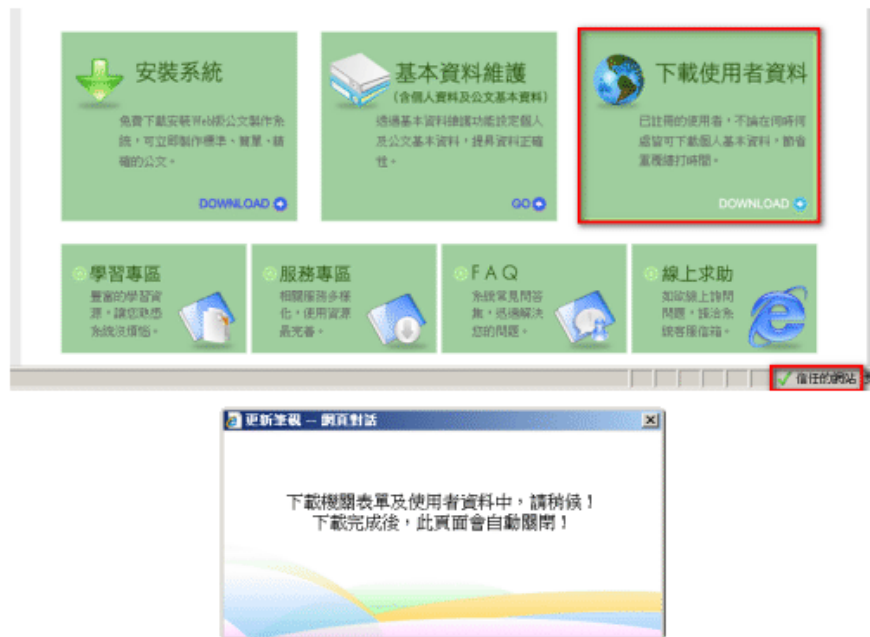 安裝系統
免費下載安裝Web版公文製作系
統，可立即製作標準、簡單、精
確的公文。
DOWNLOAD
基本資料維護
(含個人資料及公文基本資料)
透過基本資料維護功能設定個人
及公文基本資料，提昇資料正確
性。
GO
下載使用者資料
已註冊的使用者，不論在何時何
處皆可下載個人基本資料，節省
重覆繕打時間。
DOWNLOAD
學習專區
豐富的學習資
源，讓您熟悉
系統沒煩惱。
服務專區
相關服務多樣
化，使用資源
最完善。
FAQ
系統常見問答
集，迅速解決
您的問題。
線上求助
如欲線上詢問
問題，請洽系
統客服信箱。
信任的網站
更新筆硯 -- 網頁對話
下載機關表單及使用者資料中，請稍候！
下載完成後，此頁面會自動關閉！